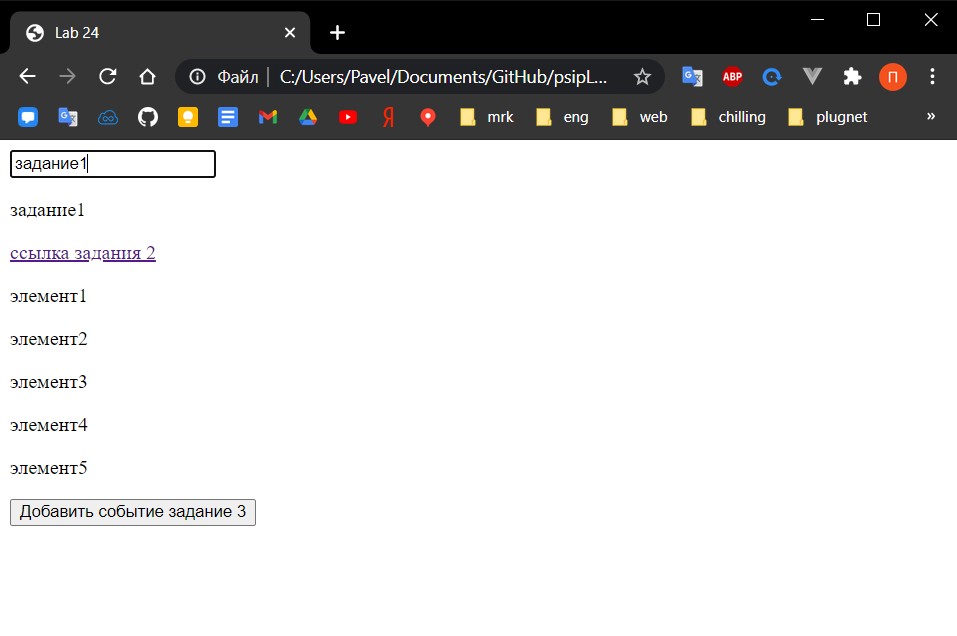 Lab 24
Файл | C:/Users/Pavel/Documents/GitHub/psipL...
ABP
П
mrk eng web chilling plugnet »
задание1
задание1
ссылка задания 2
элемент1
элемент2
элемент3
элемент4
элемент5
Добавить событие задание 3